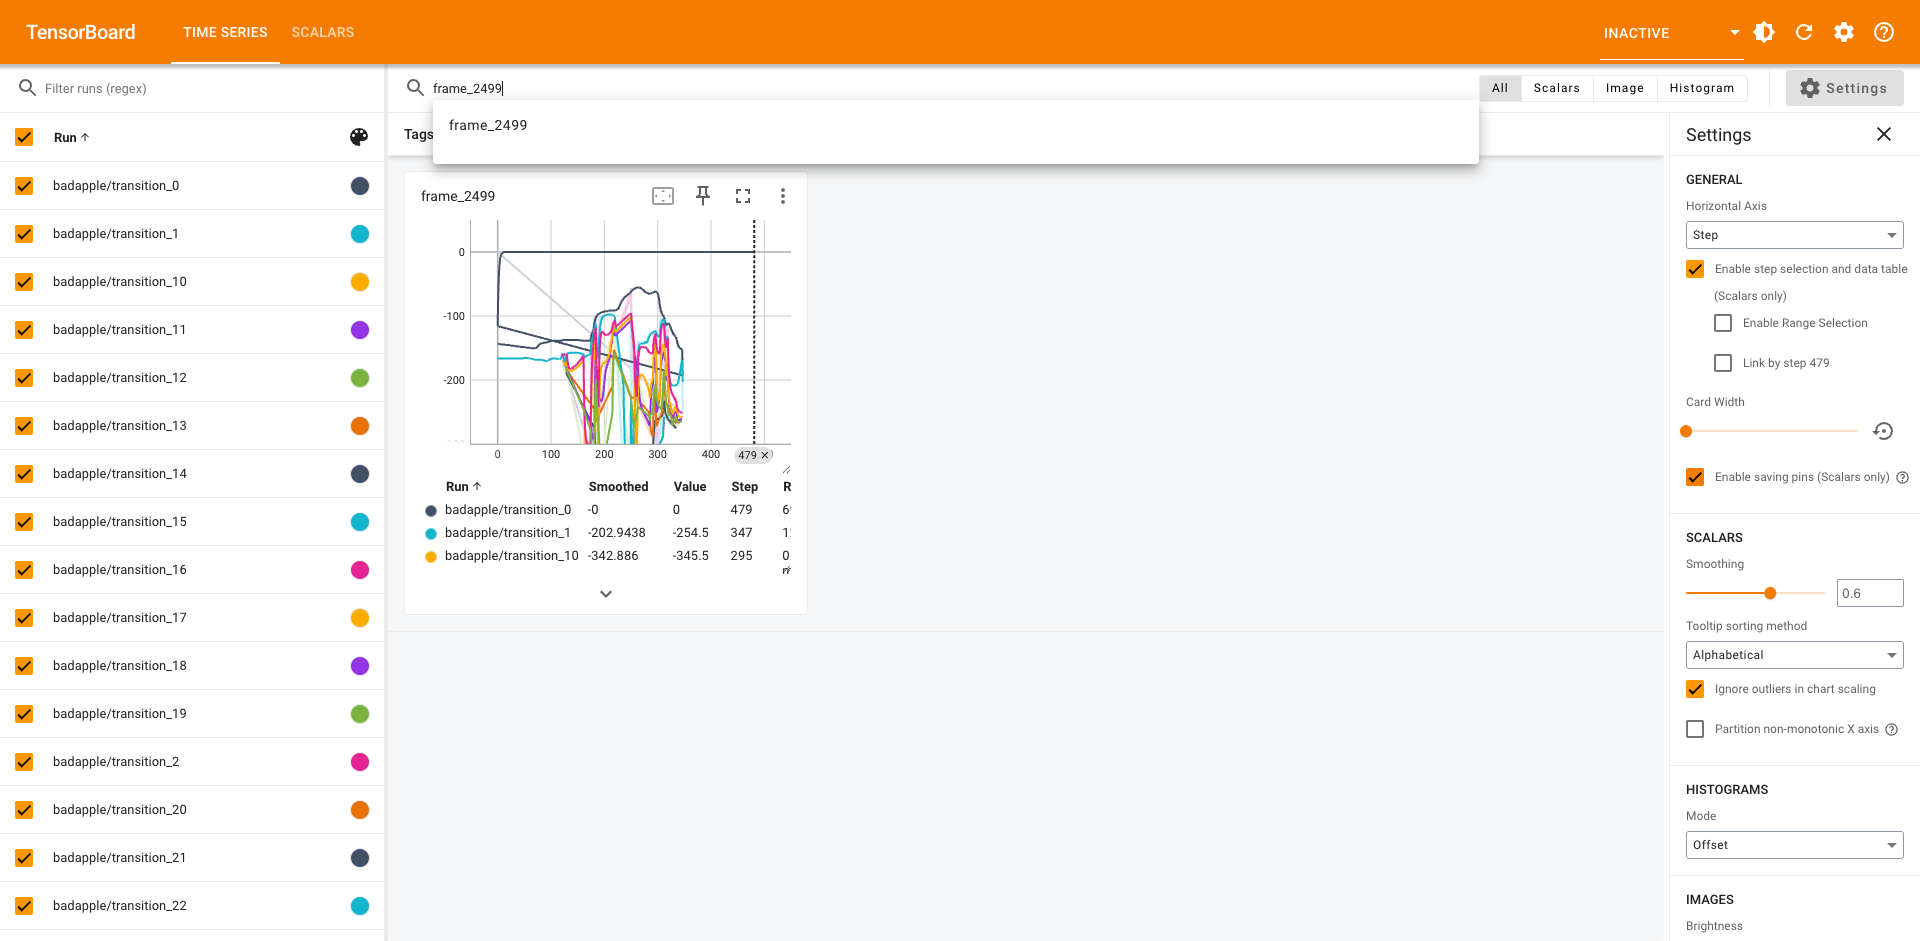 TensorBoard TIME SERIES SCALARS INACTIVE
Filter runs (regex)
frame_2499
All Scalars Image Histogram
Settings
frame_2499
Tags
Run
badapple/transition_0
badapple/transition_1
badapple/transition_10
badapple/transition_11
badapple/transition_12
badapple/transition_13
badapple/transition_14
badapple/transition_15
badapple/transition_16
badapple/transition_17
badapple/transition_18
badapple/transition_19
badapple/transition_2
badapple/transition_20
badapple/transition_21
badapple/transition_22
frame_2499
0
-100
-200
0 100 200 300 400 479
Run Smoothed Value Step R
badapple/transition_0 -0 0 479
badapple/transition_1 -202.9438 -254.5 347
badapple/transition_10 -342.886 -345.5 295 0
Settings
GENERAL
Horizontal Axis
Step
Enable step selection and data table
(Scalars only)
Enable Range Selection
Link by step 479
Card Width
Enable saving pins (Scalars only)
SCALARS
Smoothing
0.6
Tooltip sorting method
Alphabetical
Ignore outliers in chart scaling
Partition non-monotonic X axis
HISTOGRAMS
Mode
Offset
IMAGES
Brightness